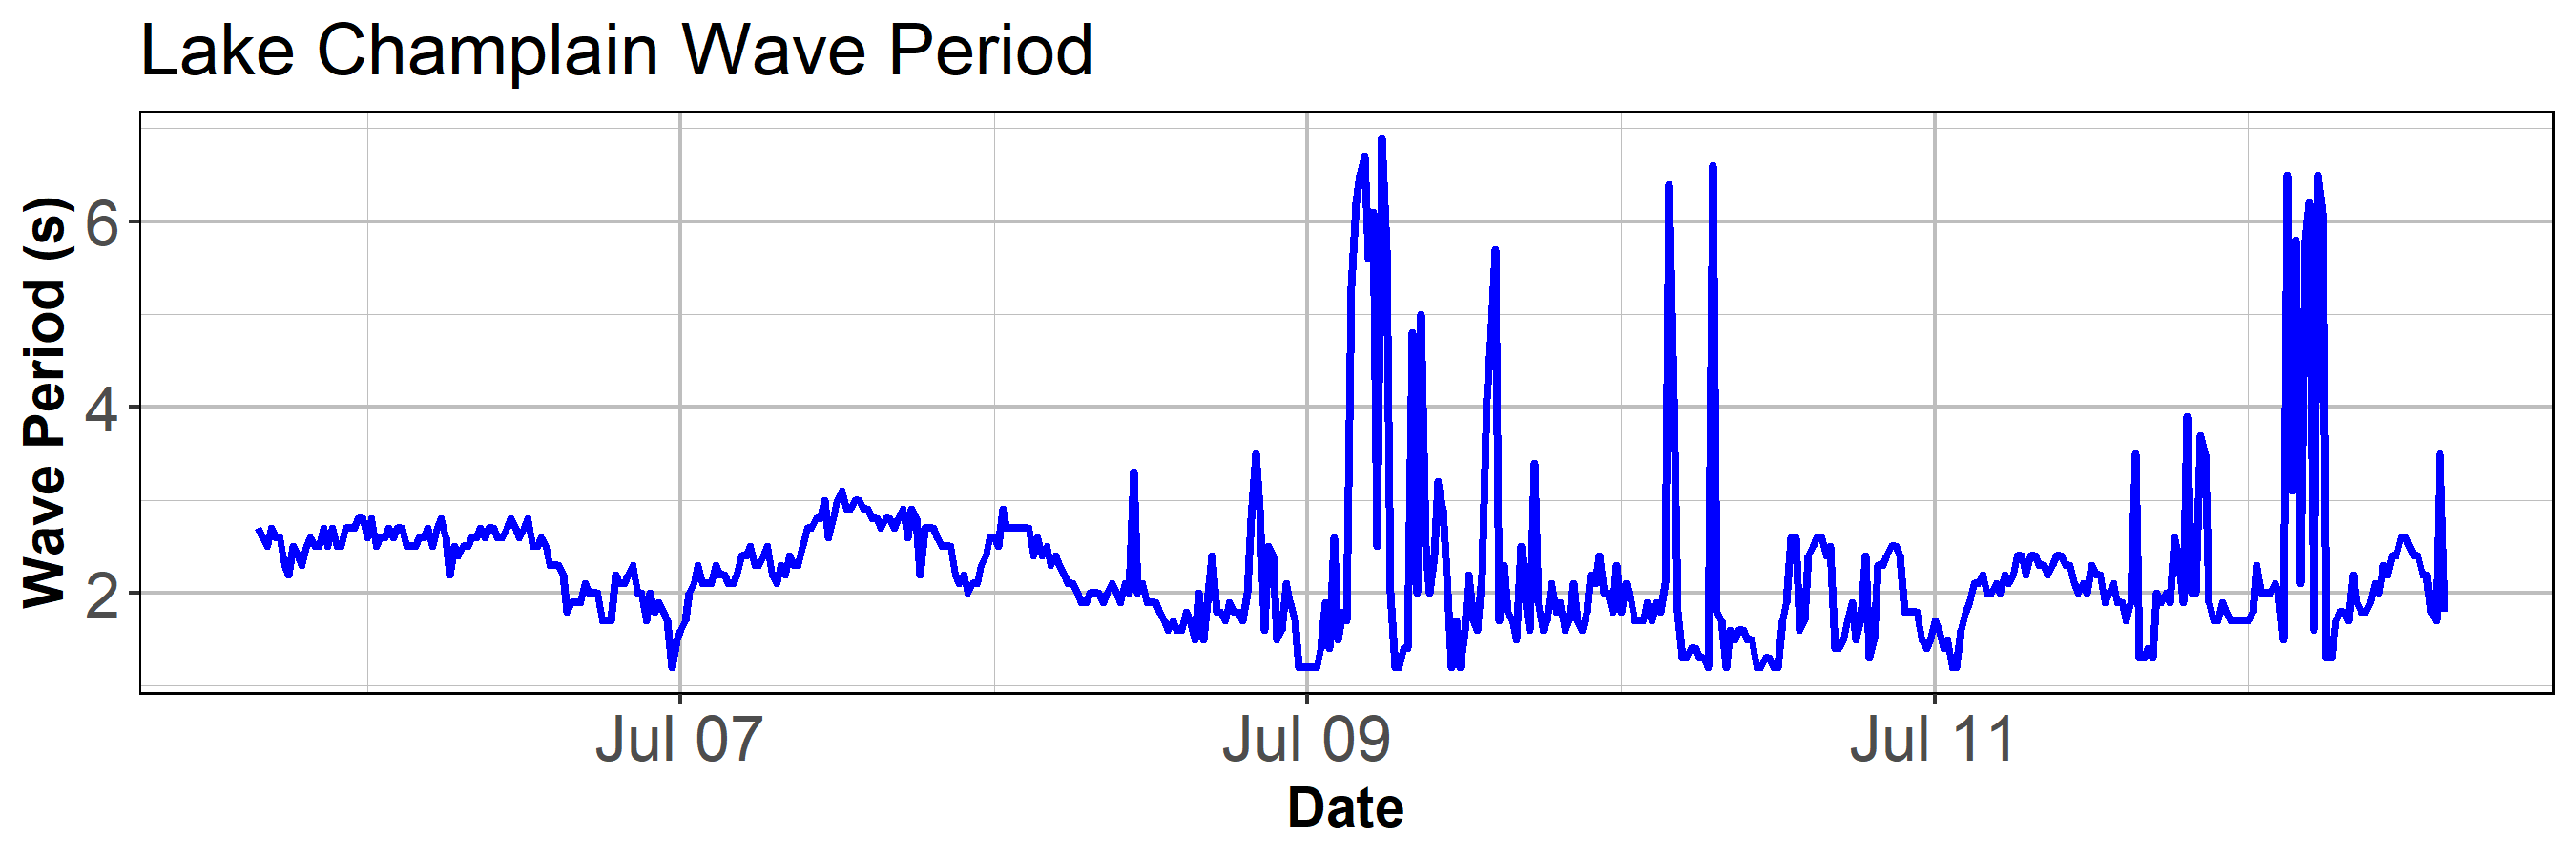 Lake Champlain Wave Period
Wave Period (s)
6
4
2
Jul 07 Jul 09 Jul 11
Date